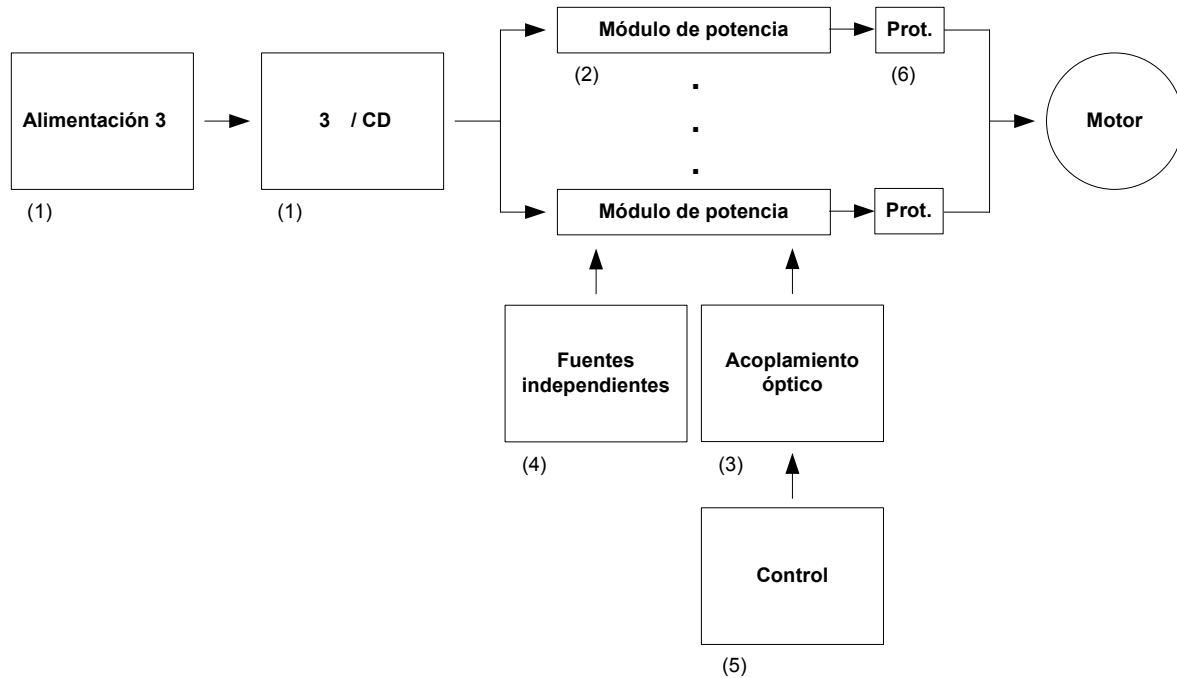 Módulo de potencia
Prot.
(2)
(6)
Alimentación 3
3 / CD
Motor
(1)
(1)
Módulo de potencia
Prot.
Fuentes
independientes
Acoplamiento
óptico
(4)
(3)
Control
(5)